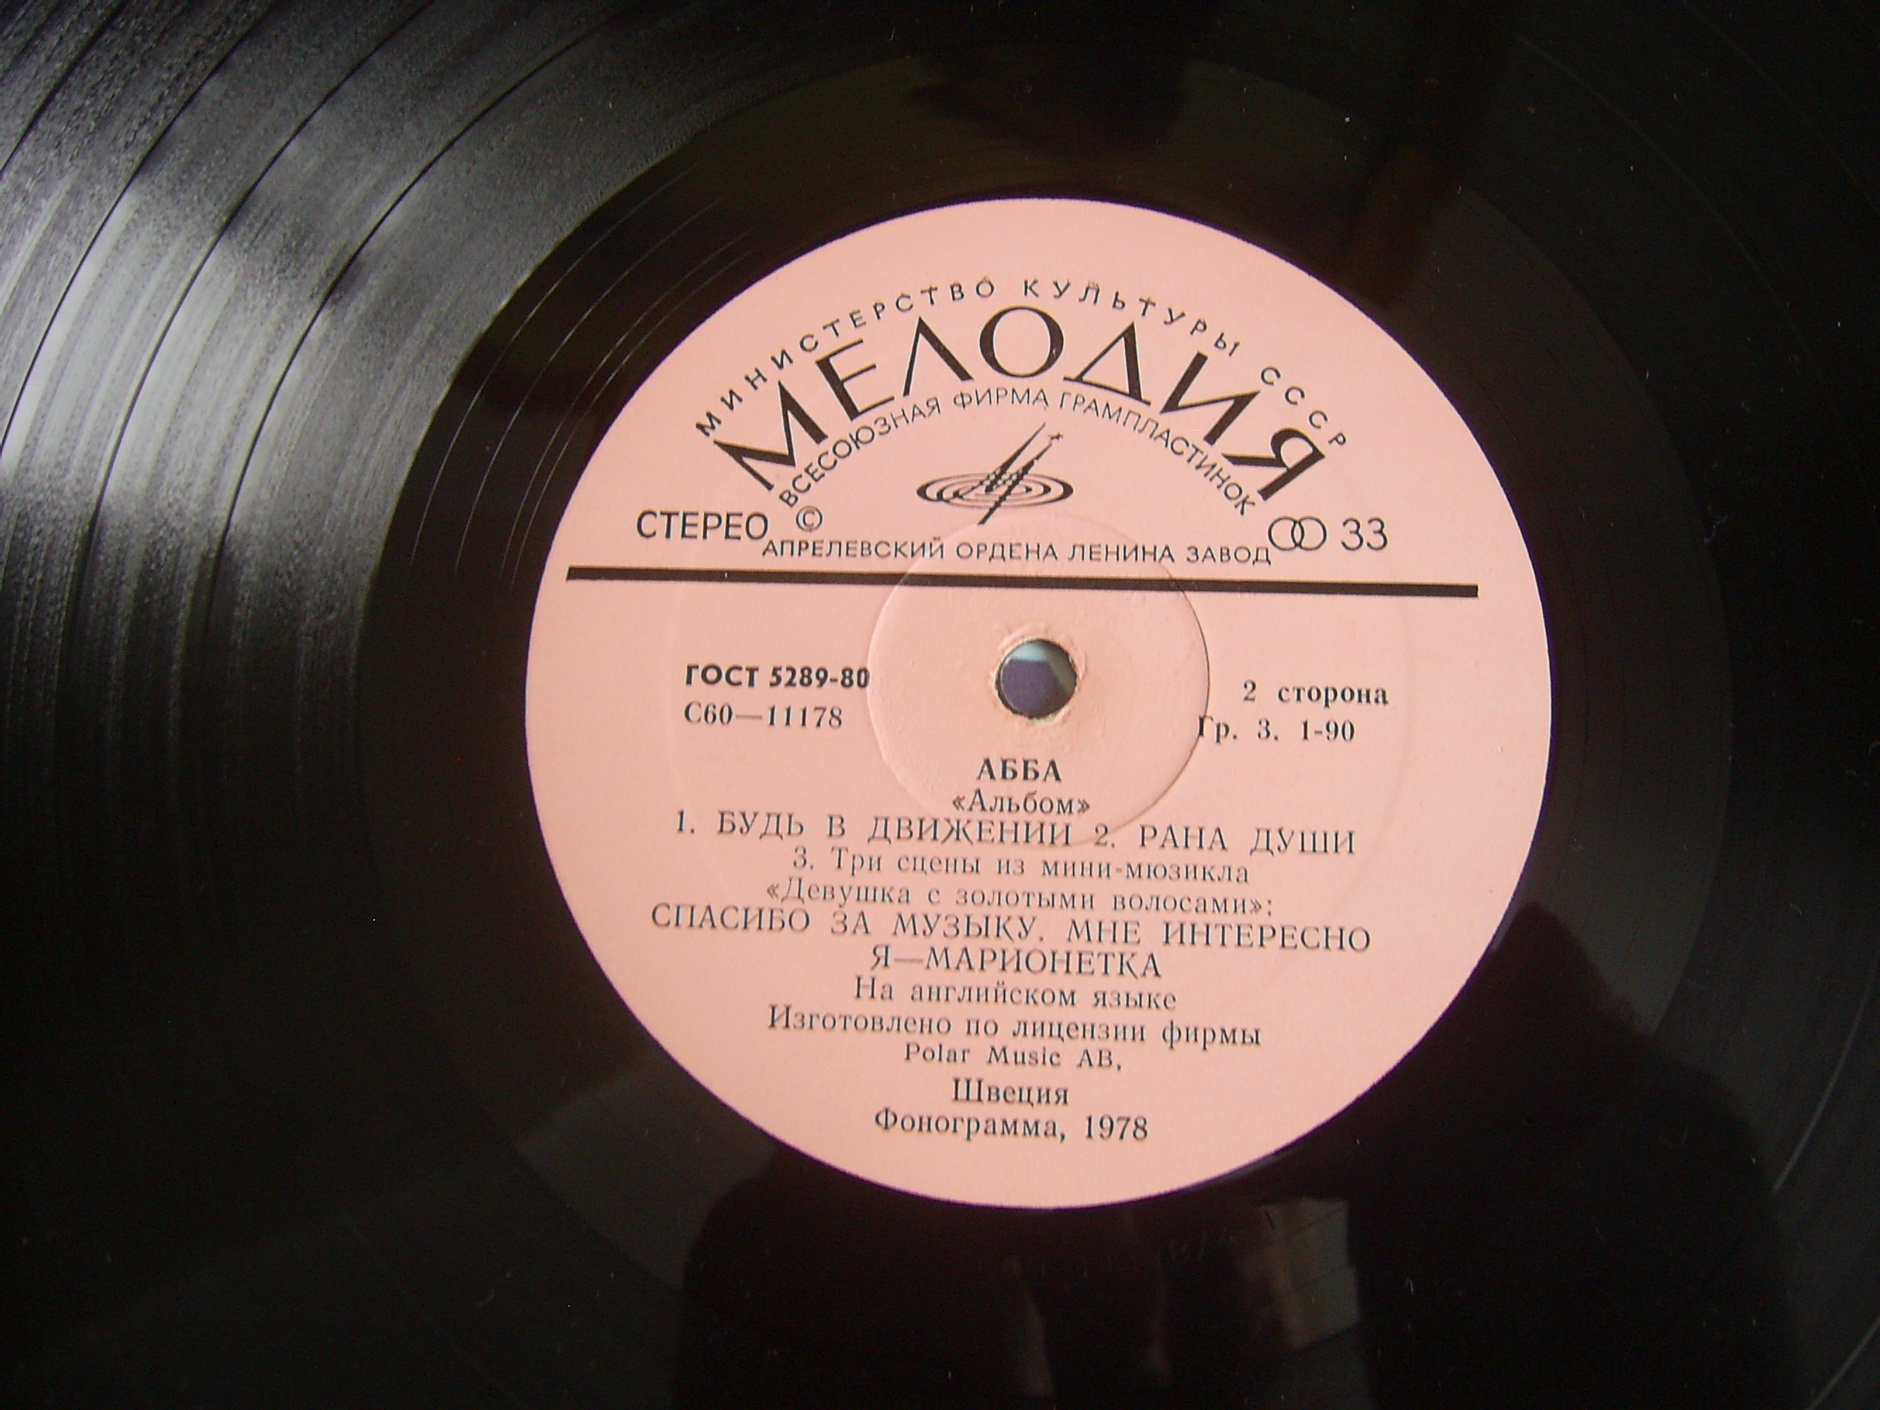 МИНИСТЕРСТВО КУЛЬТУРЫ СССР
МЕЛОДИЯ
ВСЕСОЮЗНАЯ ФИРМА ГРАМПЛАСТИНОК
СТЕРЕО © 33
АПРЕЛЕВСКИЙ ОРДЕНА ЛЕНИНА ЗАВОД
ГОСТ 5289-80
С60—11178
2 сторона
Гр. 3. 1-90
АББА
«Альбом»
1. БУДЬ В ДВИЖЕНИИ 2. РАНА ДУШИ
3. Три сцены из мини-мюзикла
«Девушка с золотыми волосами»:
СПАСИБО ЗА МУЗЫКУ. МНЕ ИНТЕРЕСНО
Я—МАРИОНЕТКА
На английском языке
Изготовлено по лицензии фирмы
Polar Music AB,
Швеция
Фонограмма, 1978